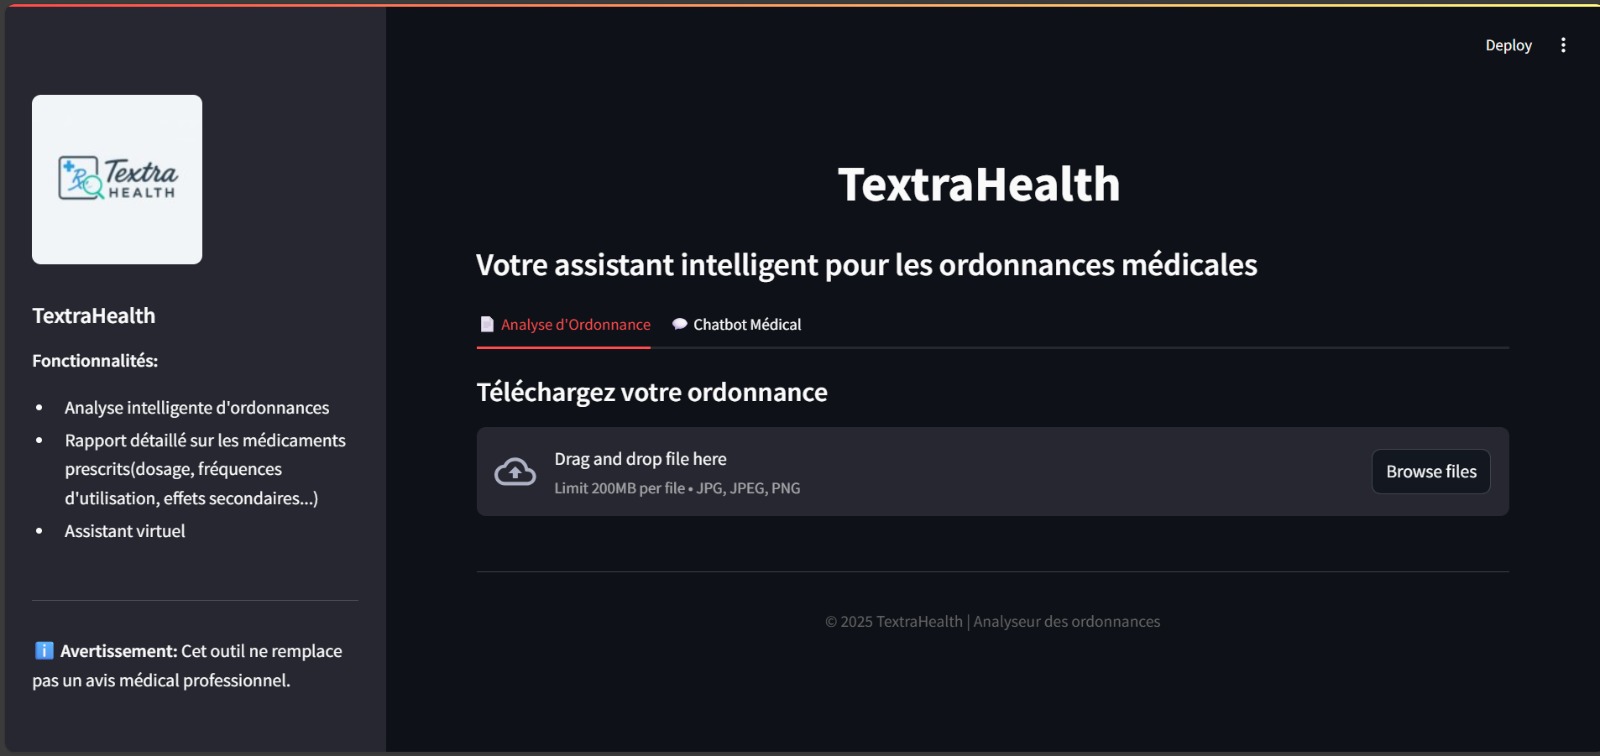 Deploy
Textra
HEALTH
TextraHealth
Fonctionnalités:
• Analyse intelligente d'ordonnances
• Rapport détaillé sur les médicaments
prescrits(dosage, fréquences
d'utilisation, effets secondaires...)
• Assistant virtuel
Avertissement: Cet outil ne remplace
pas un avis médical professionnel.
TextraHealth
Votre assistant intelligent pour les ordonnances médicales
Analyse d'Ordonnance
Chatbot Médical
Téléchargez votre ordonnance
Drag and drop file here
Limit 200MB per file • JPG, JPEG, PNG
Browse files
© 2025 TextraHealth | Analyseur des ordonnances